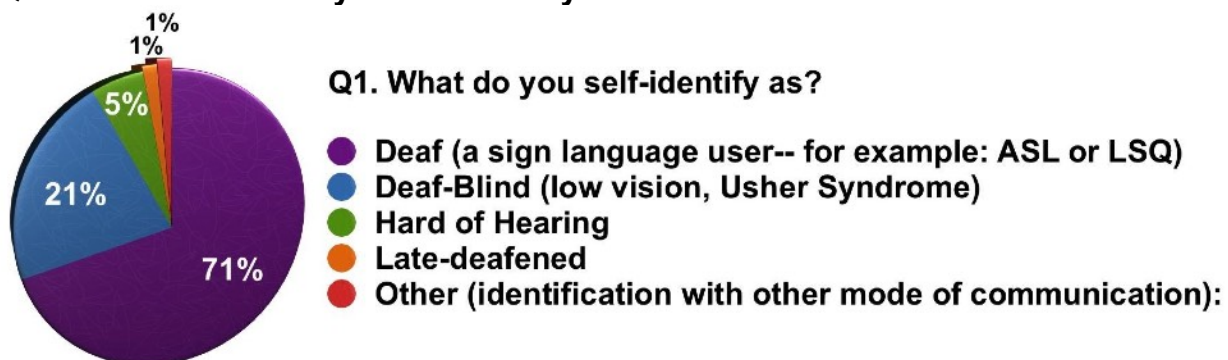 1%
1%
5%
21%
71%
Q1. What do you self-identify as?
Deaf (a sign language user-- for example: ASL or LSQ)
Deaf-Blind (low vision, Usher Syndrome)
Hard of Hearing
Late-deafened
Other (identification with other mode of communication):